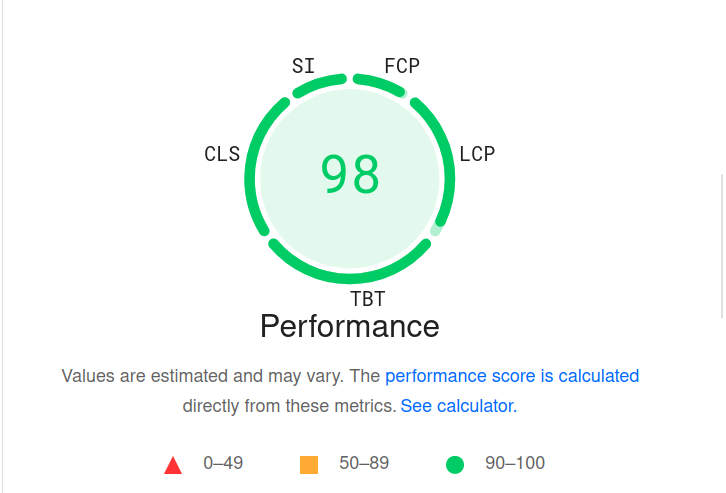 SI
FCP
CLS
98
LCP
TBT
Performance
Values are estimated and may vary. The performance score is calculated
directly from these metrics. See calculator.
0–49
50–89
90–100